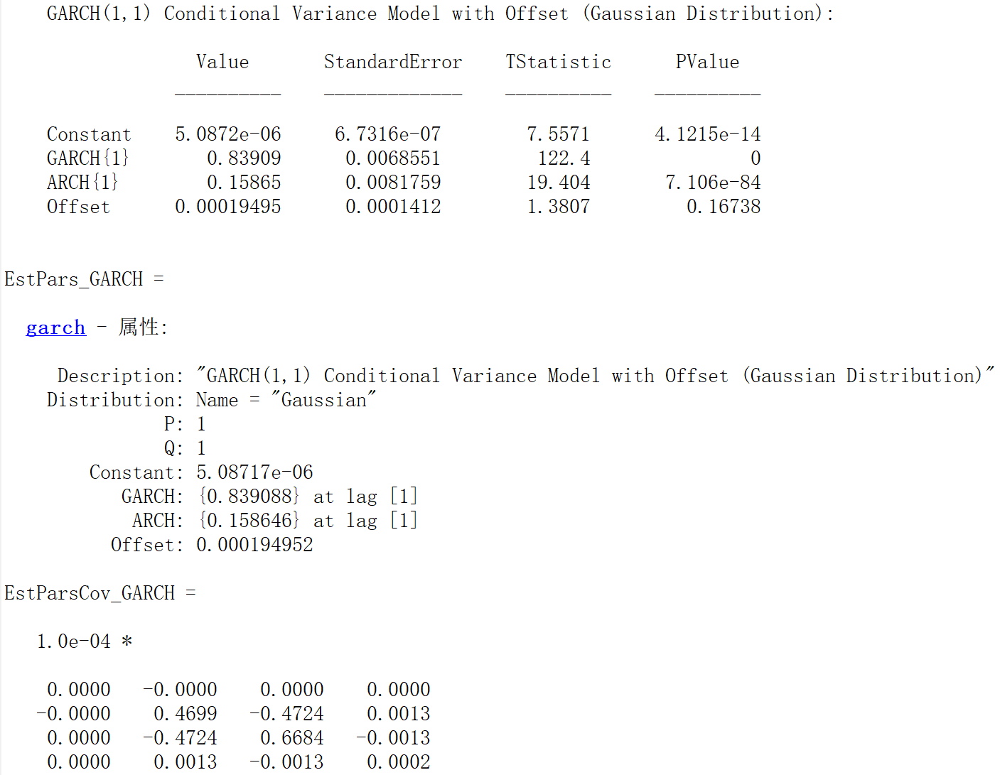 GARCH(1,1) Conditional Variance Model with Offset (Gaussian Distribution):
Value StandardError TStatistic PValue
__________ _____________ __________ __________
Constant 5.0872e-06 6.7316e-07 7.5571 4.1215e-14
GARCH{1} 0.83909 0.0068551 122.4 0
ARCH{1} 0.15865 0.0081759 19.404 7.106e-84
Offset 0.00019495 0.0001412 1.3807 0.16738
EstPars_GARCH =
garch - 属性:
Description: "GARCH(1,1) Conditional Variance Model with Offset (Gaussian Distribution)"
Distribution: Name = "Gaussian"
P: 1
Q: 1
Constant: 5.08717e-06
GARCH: {0.839088} at lag [1]
ARCH: {0.158646} at lag [1]
Offset: 0.000194952
EstParsCov_GARCH =
1.0e-04 *
0.0000 -0.0000 0.0000 0.0000
-0.0000 0.4699 -0.4724 0.0013
0.0000 -0.4724 0.6684 -0.0013
0.0000 0.0013 -0.0013 0.0002